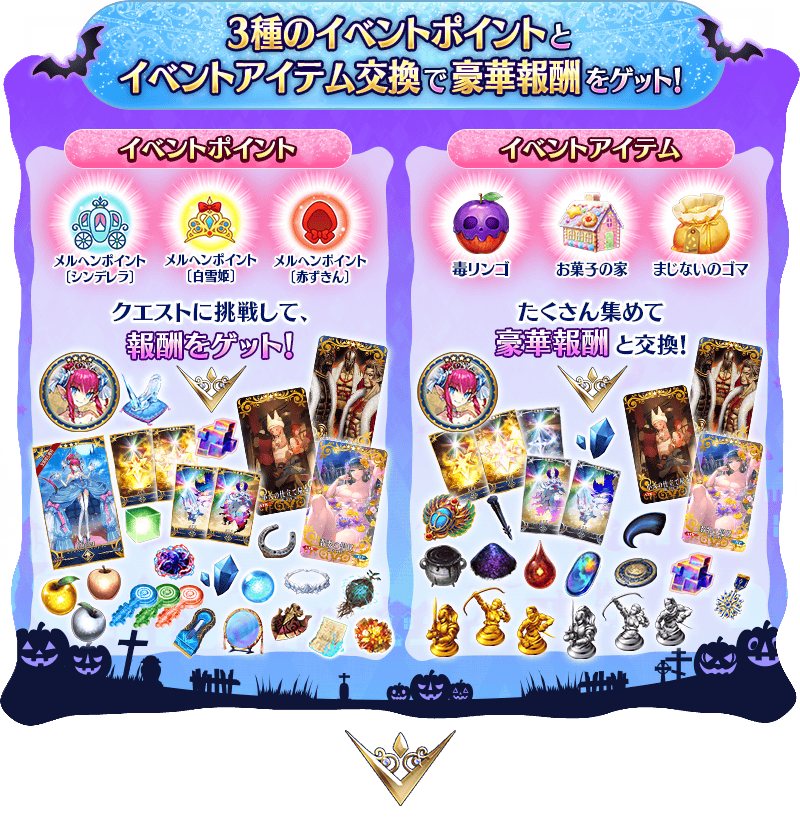 3種のイベントポイントと
イベントアイテム交換で豪華報酬をゲット!
イベントポイント
メルヘンポイント
〔シンデレラ〕
メルヘンポイント
〔白雪姫〕
メルヘンポイント
〔赤ずきん〕
クエストに挑戦して、
報酬をゲット!
イベントアイテム
毒リンゴ
お菓子の家
まじないのゴマ
たくさん集めて
豪華報酬と交換!